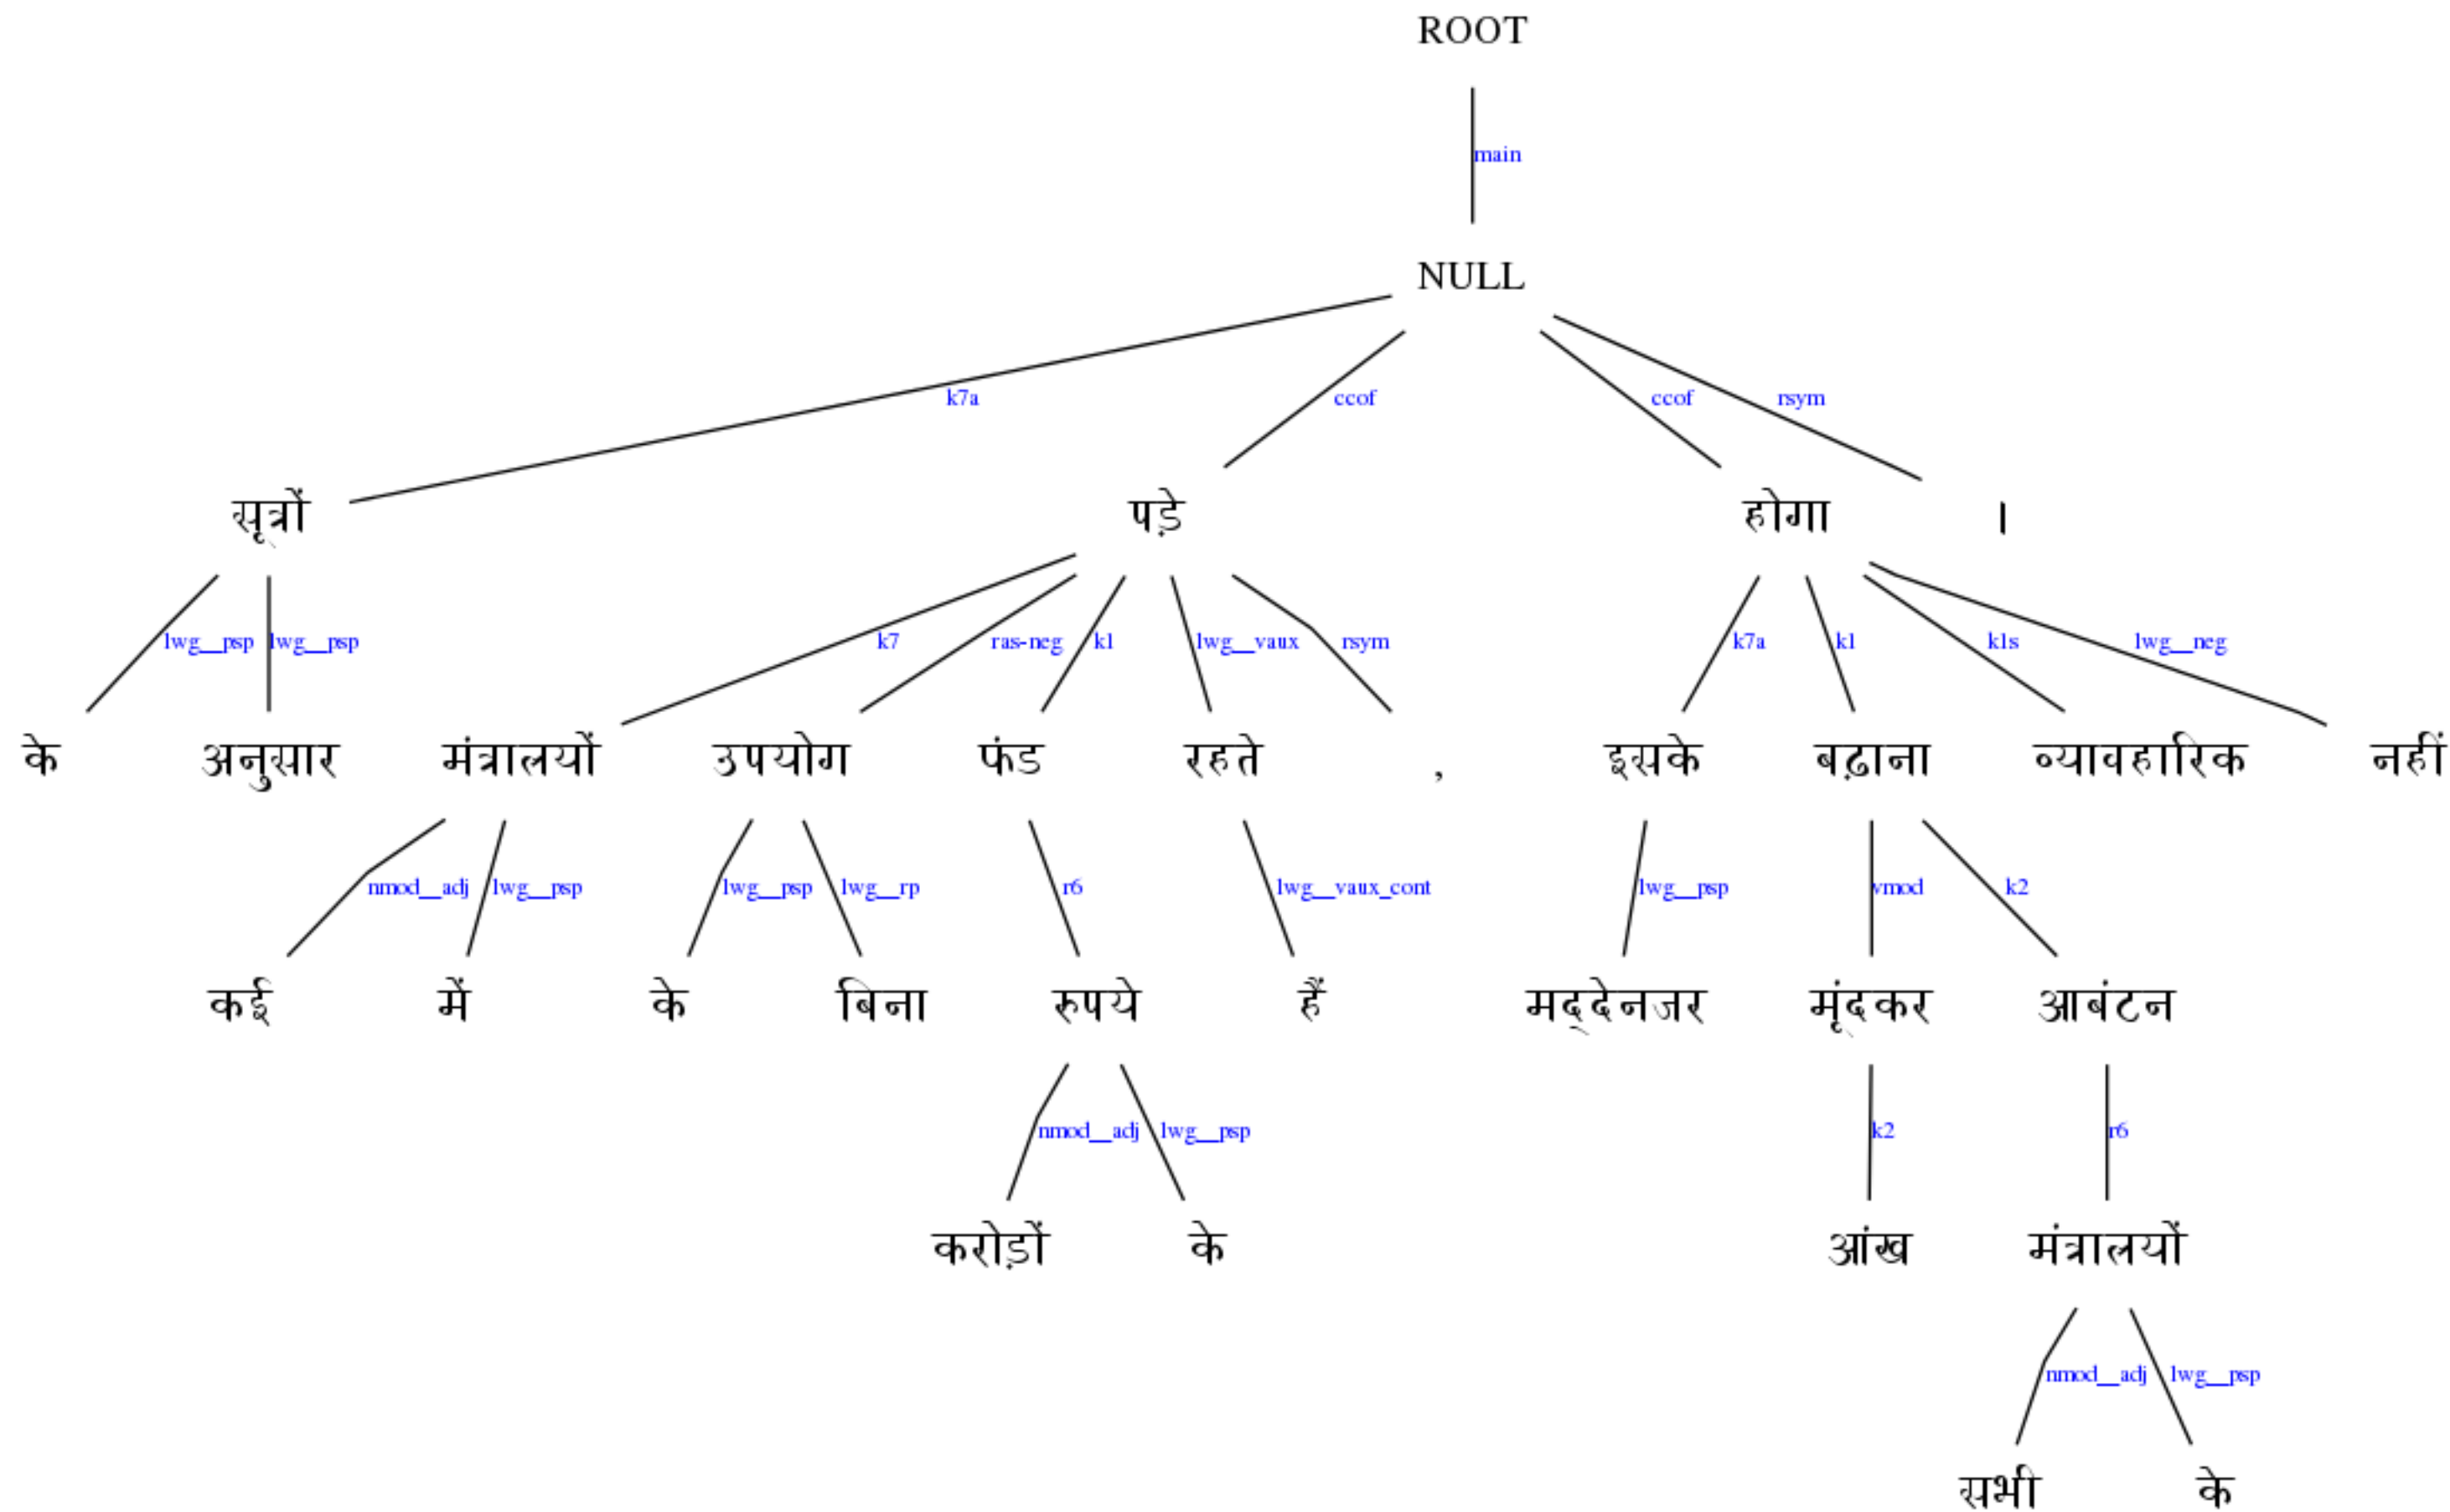 ROOT
main
NULL
k7a ccof ccof rsym
सूत्रों पड़े होगा ।
lwg__psp lwg__psp k7 ras-neg k1 lwg__vaux rsym k7a k1 k1s lwg__neg
के अनुसार मंत्रालयों उपयोग फंड रहते , इसके बढ़ाना व्यावहारिक नहीं
nmod__adj lwg__psp lwg__psp lwg__rp r6 lwg__vaux_cont lwg__psp vmod k2
कई में के बिना रुपये हैं मद्देनजर मूंदकर आबंटन
nmod__adj lwg__psp k2 r6
करोड़ों के आंख मंत्रालयों
nmod__adj lwg__psp
सभी के